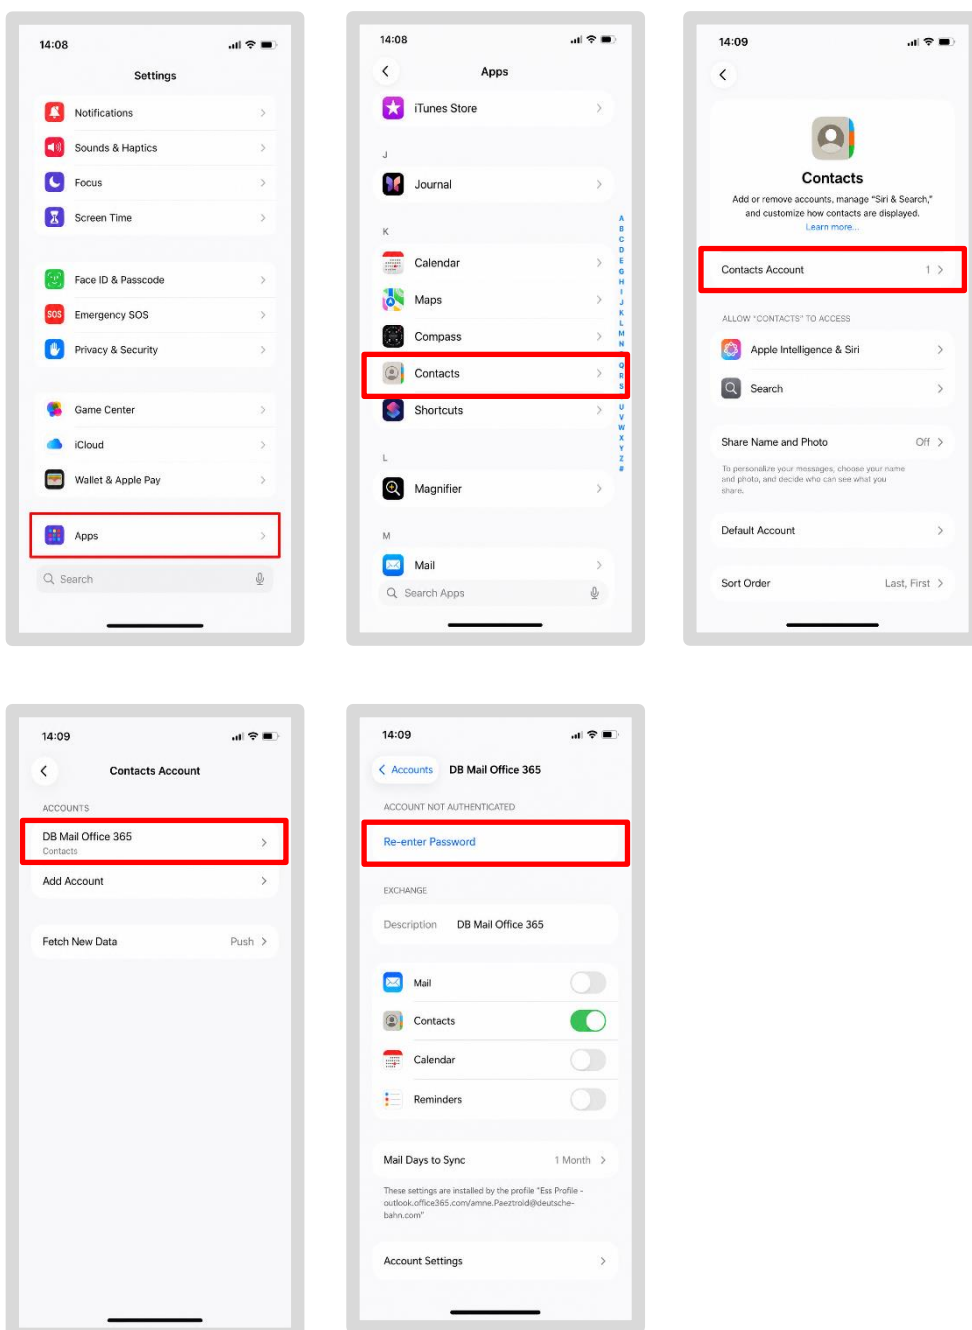 14:08
Settings
Notifications
Sounds & Haptics
Focus
Screen Time
Face ID & Passcode
SOS Emergency SOS
Privacy & Security
Game Center
iCloud
Wallet & Apple Pay
Apps
Search
14:08
Apps
iTunes Store
J
Journal
K
Calendar
Maps
Compass
Contacts
Shortcuts
L
Magnifier
M
Mail
Search Apps
A
B
C
D
E
F
G
H
I
J
K
L
M
N
Q
R
S
U
V
W
X
Y
Z
#
14:09
Contacts
Add or remove accounts, manage "Siri & Search,"
and customize how contacts are displayed.
Learn more...
Contacts Account 1
ALLOW "CONTACTS" TO ACCESS
Apple Intelligence & Siri
Search
Share Name and Photo Off
To personalize your messages, choose your name
and photo, and decide who can see what you
share.
Default Account
Sort Order Last, First
14:09
Contacts Account
ACCOUNTS
DB Mail Office 365
Contacts
Add Account
Fetch New Data Push
14:09
Accounts DB Mail Office 365
ACCOUNT NOT AUTHENTICATED
Re-enter Password
EXCHANGE
Description DB Mail Office 365
Mail
Contacts
Calendar
Reminders
Mail Days to Sync 1 Month
These settings are installed by the profile "Ess Profile -
outlook.office365.com/amne.Paeztrold@deutsche-
bahn.com"
Account Settings